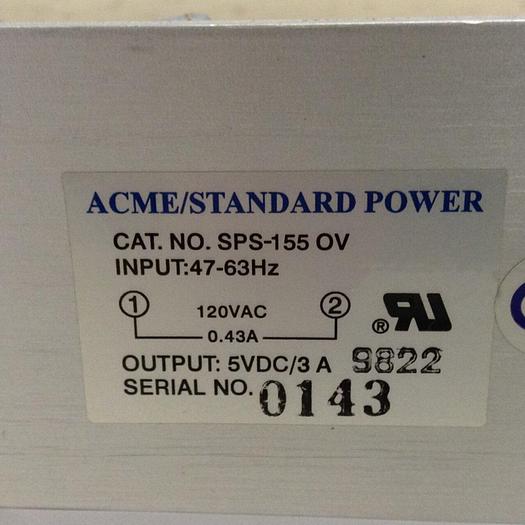 ACME/STANDARD POWER
CAT. NO. SPS-155 OV
INPUT:47-63Hz
1 120VAC 2
0.43A
® RU
OUTPUT: 5VDC/3 A 9822
SERIAL NO. 0143